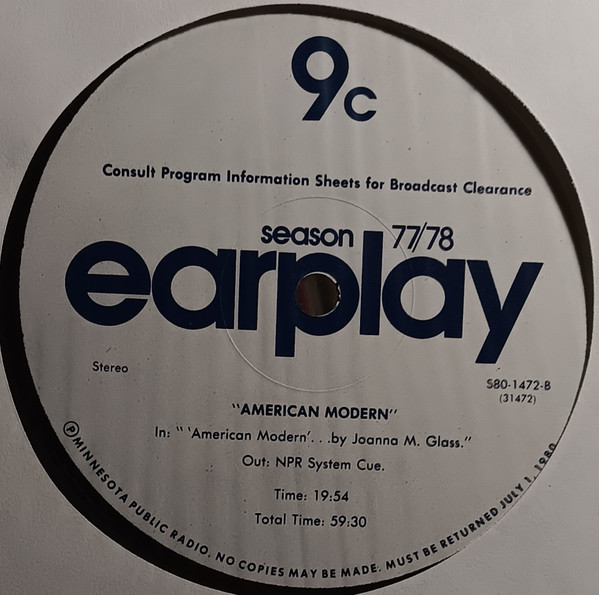 9c
Consult Program Information Sheets for Broadcast Clearance
season 77/78
earplay
Stereo
S80-1472-B
(31472)
"AMERICAN MODERN"
In: " 'American Modern'. . .by Joanna M. Glass."
Out: NPR System Cue.
Time: 19:54
Total Time: 59:30
Ⓟ MINNESOTA PUBLIC RADIO. NO COPIES MAY BE MADE. MUST BE RETURNED JULY 1, 1980